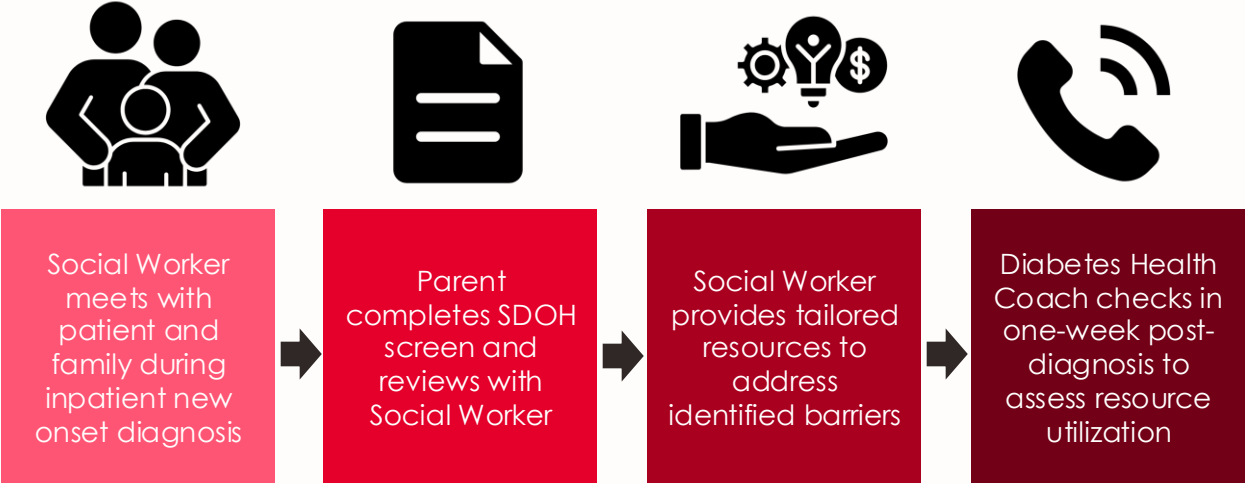 $
Social Worker
meets with
patient and
family during
inpatient new
onset diagnosis
Parent
completes SDOH
screen and
reviews with
Social Worker
Social Worker
provides tailored
resources to
address
identified barriers
Diabetes Health
Coach checks in
one-week post-
diagnosis to
assess resource
utilization